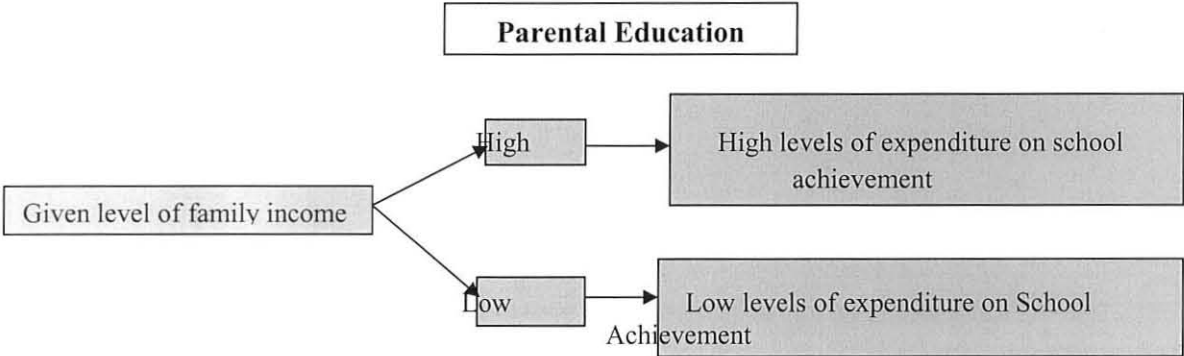 Parental Education
High
High levels of expenditure on school
achievement
Given level of family income
Low
Low levels of expenditure on School
Achievement